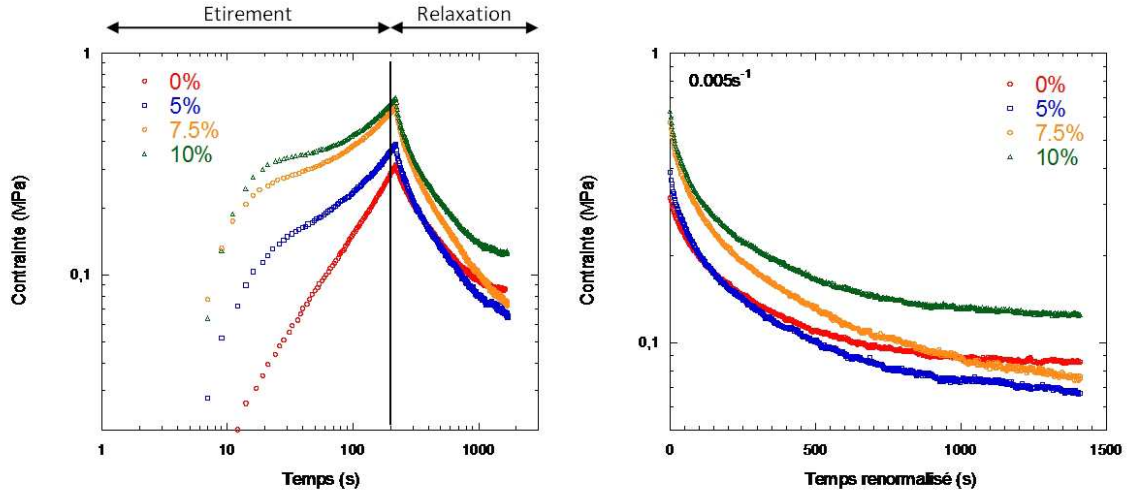 Etirement
Relaxation
1
0%
5%
7.5%
10%
0,1
Contrainte (MPa)
1
10
100
1000
Temps (s)
1
0.005s⁻¹
0%
5%
7.5%
10%
0,1
Contrainte (MPa)
0
500
1000
1500
Temps renormalisé (s)